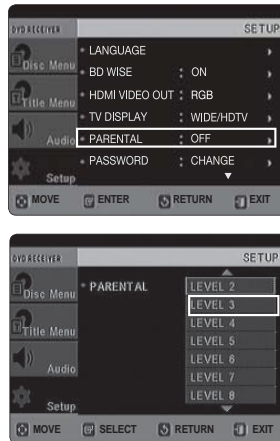 DVD RECEIVER SETUP
Disc Menu
Title Menu
Audio
Setup
• LANGUAGE
• BD WISE : ON
• HDMI VIDEO OUT : RGB
• TV DISPLAY : WIDE/HDTV
• PARENTAL : OFF
• PASSWORD : CHANGE
MOVE ENTER RETURN EXIT
DVD RECEIVER SETUP
Disc Menu
Title Menu
Audio
Setup
• PARENTAL
LEVEL 2
LEVEL 3
LEVEL 4
LEVEL 5
LEVEL 6
LEVEL 7
LEVEL 8
MOVE SELECT RETURN EXIT